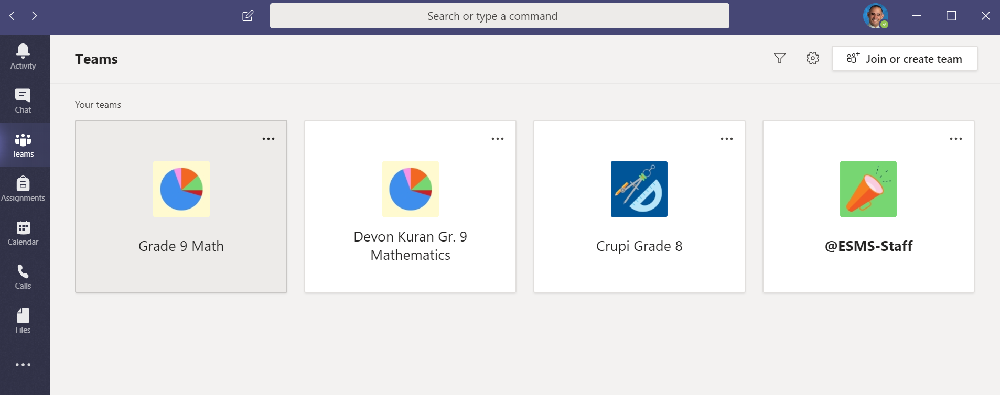 Search or type a command
Activity
Chat
Teams
Assignments
Calendar
Calls
Files
Teams
Join or create team
Your teams
Grade 9 Math
Devon Kuran Gr. 9
Mathematics
Crupi Grade 8
@ESMS-Staff